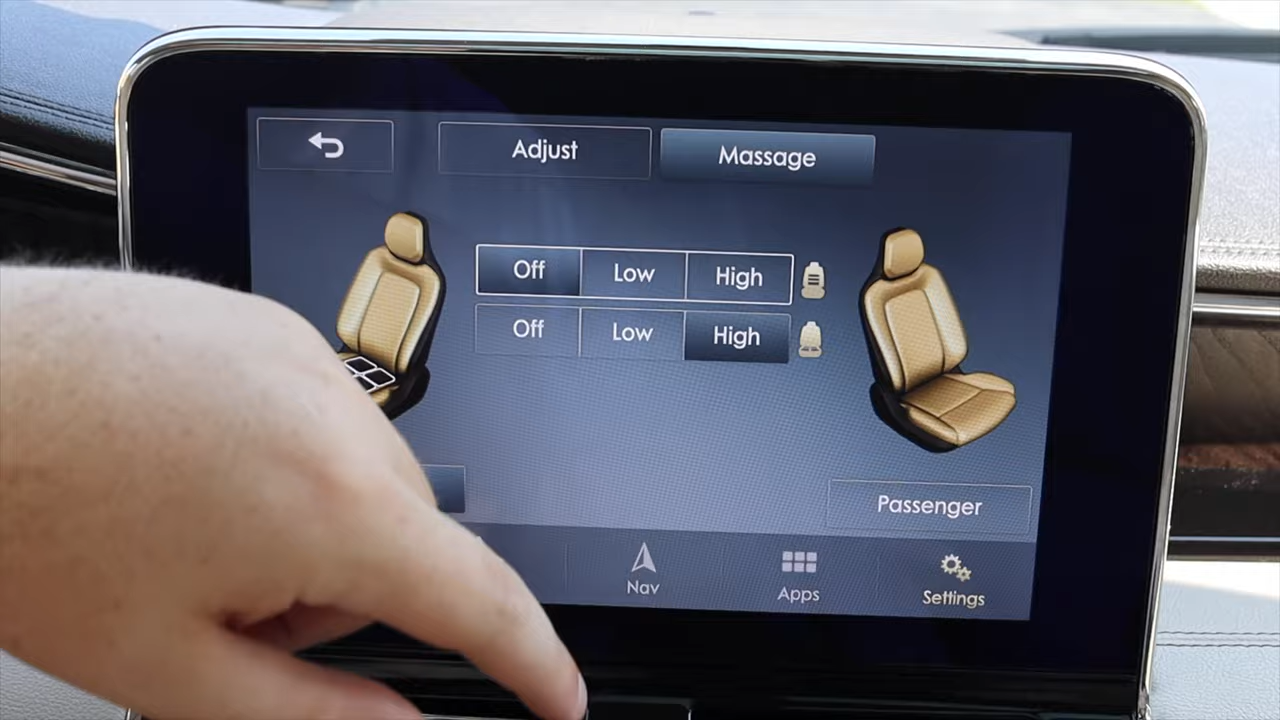 Adjust
Massage
Off Low High
Off Low High
Passenger
Nav
Apps
Settings